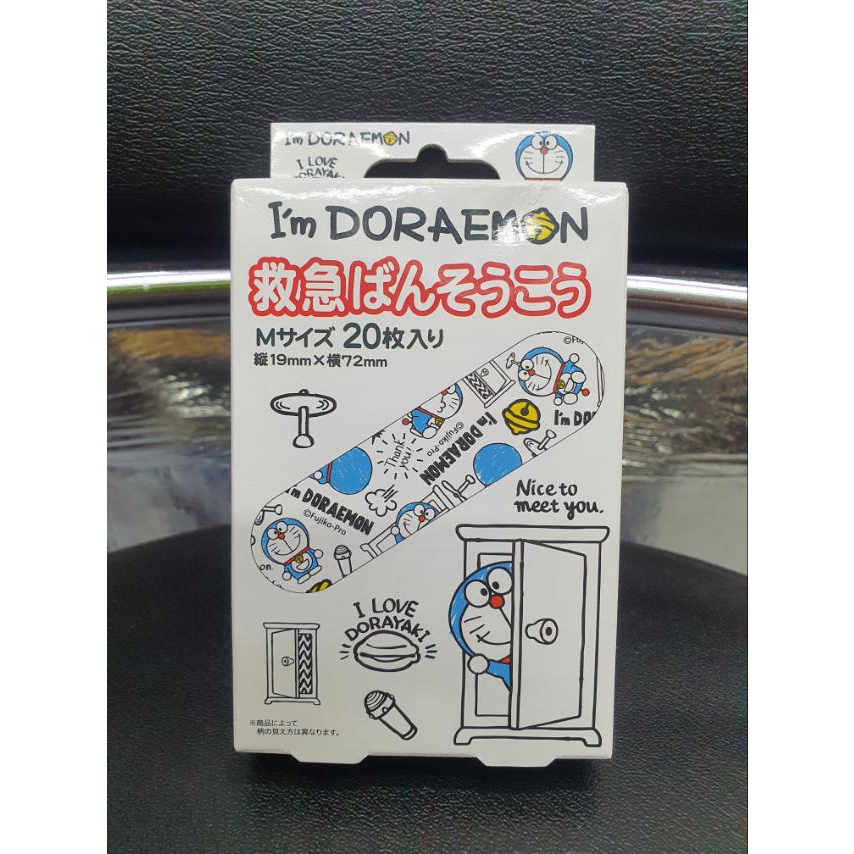 I'm DORAEMON
I LOVE
DORAYAKI
I'm DORAEMON
救急ばんそうこう
Mサイズ 20枚入り
縦19mm×横72mm
I'm DORAEMON
©Fujiko-Pro
Thank
you!
I'm DORAEMON
©Fujiko-Pro
on.
Nice to
meet you.
I LOVE
DORAYAKI
※商品によって
柄の見え方は異なります。